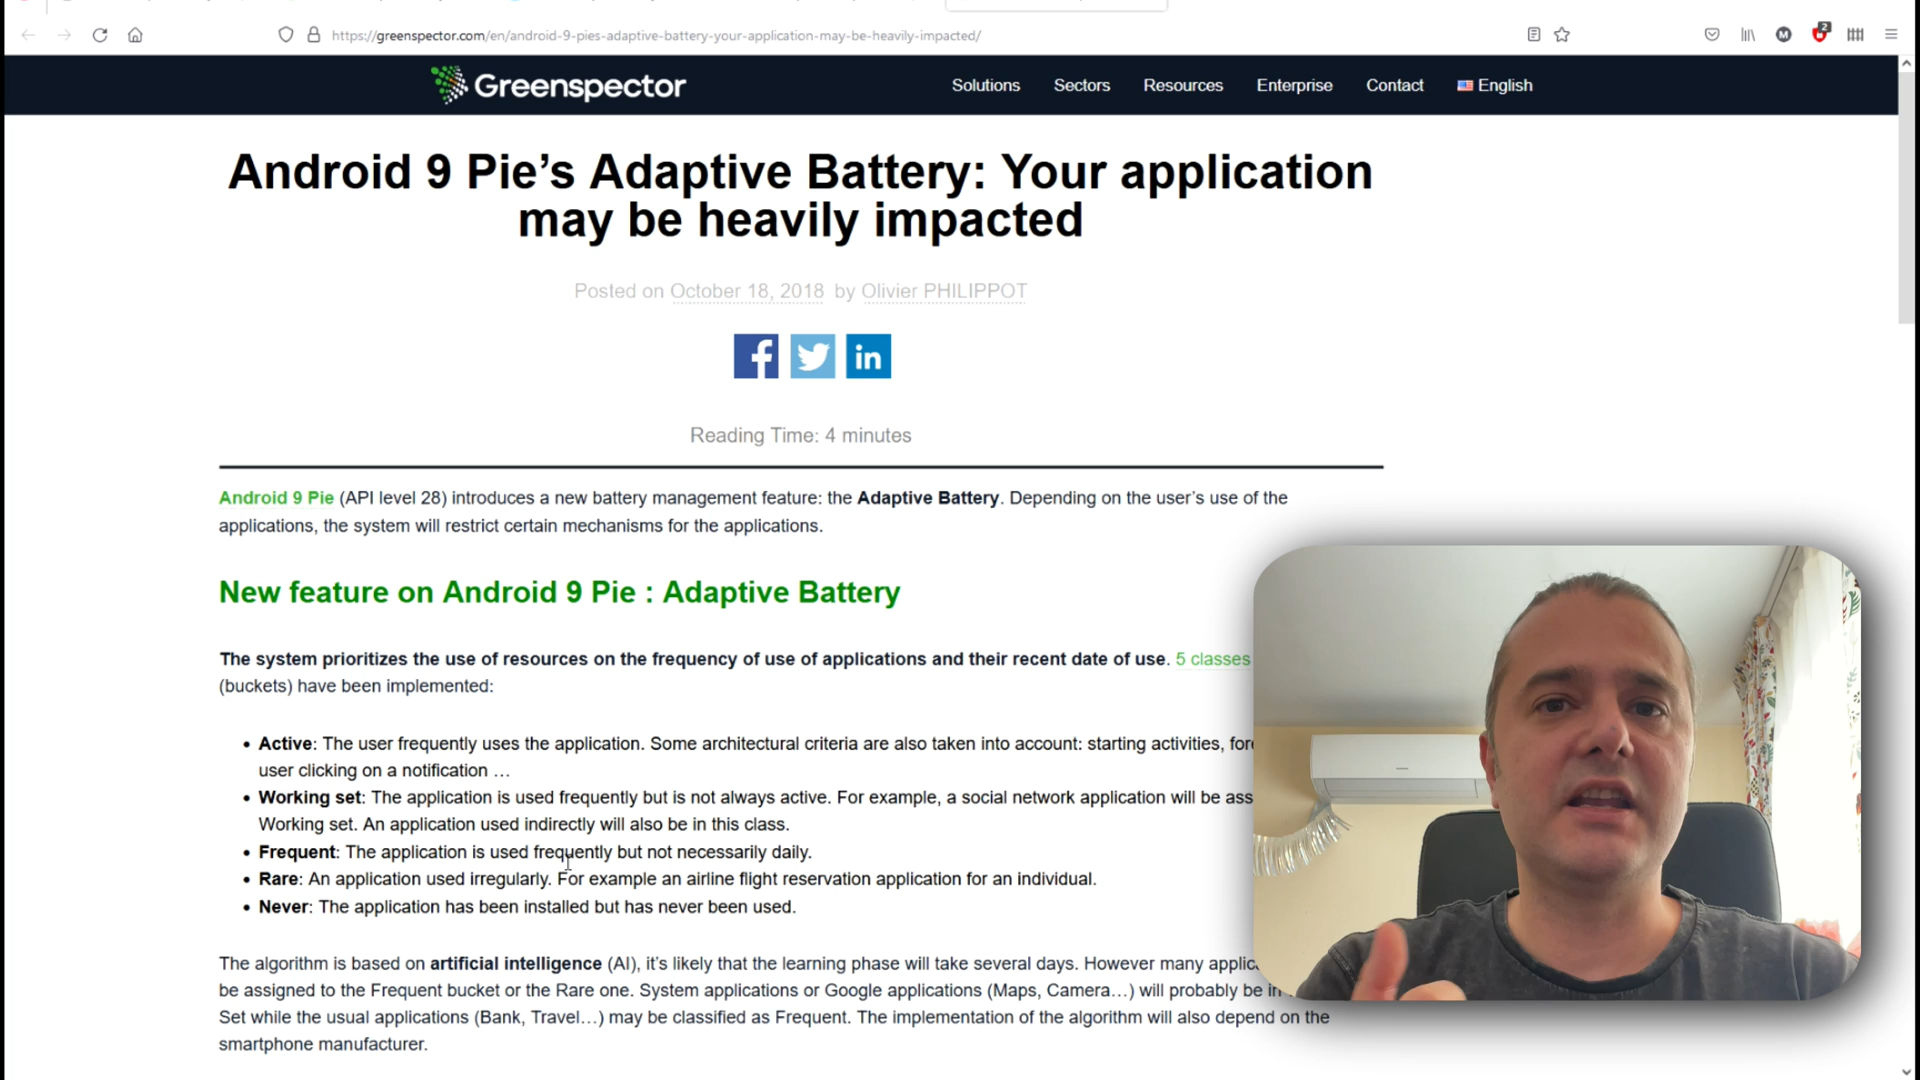 https://greenspector.com/en/android-9-pies-adaptive-battery-your-application-may-be-heavily-impacted/
M
2
Greenspector
Solutions
Sectors
Resources
Enterprise
Contact
English
Android 9 Pie’s Adaptive Battery: Your application
may be heavily impacted
Posted on October 18, 2018 by Olivier PHILIPPOT
f
in
Reading Time: 4 minutes
Android 9 Pie (API level 28) introduces a new battery management feature: the Adaptive Battery. Depending on the user’s use of the
applications, the system will restrict certain mechanisms for the applications.
New feature on Android 9 Pie : Adaptive Battery
The system prioritizes the use of resources on the frequency of use of applications and their recent date of use. 5 classes
(buckets) have been implemented:
• Active: The user frequently uses the application. Some architectural criteria are also taken into account: starting activities,
user clicking on a notification …
• Working set: The application is used frequently but is not always active. For example, a social network application will be
Working set. An application used indirectly will also be in this class.
• Frequent: The application is used frequently but not necessarily daily.
• Rare: An application used irregularly. For example an airline flight reservation application for an individual.
• Never: The application has been installed but has never been used.
The algorithm is based on artificial intelligence (AI), it’s likely that the learning phase will take several days. However many
be assigned to the Frequent bucket or the Rare one. System applications or Google applications (Maps, Camera…) will probably be in
Set while the usual applications (Bank, Travel…) may be classified as Frequent. The implementation of the algorithm will also depend on the
smartphone manufacturer.